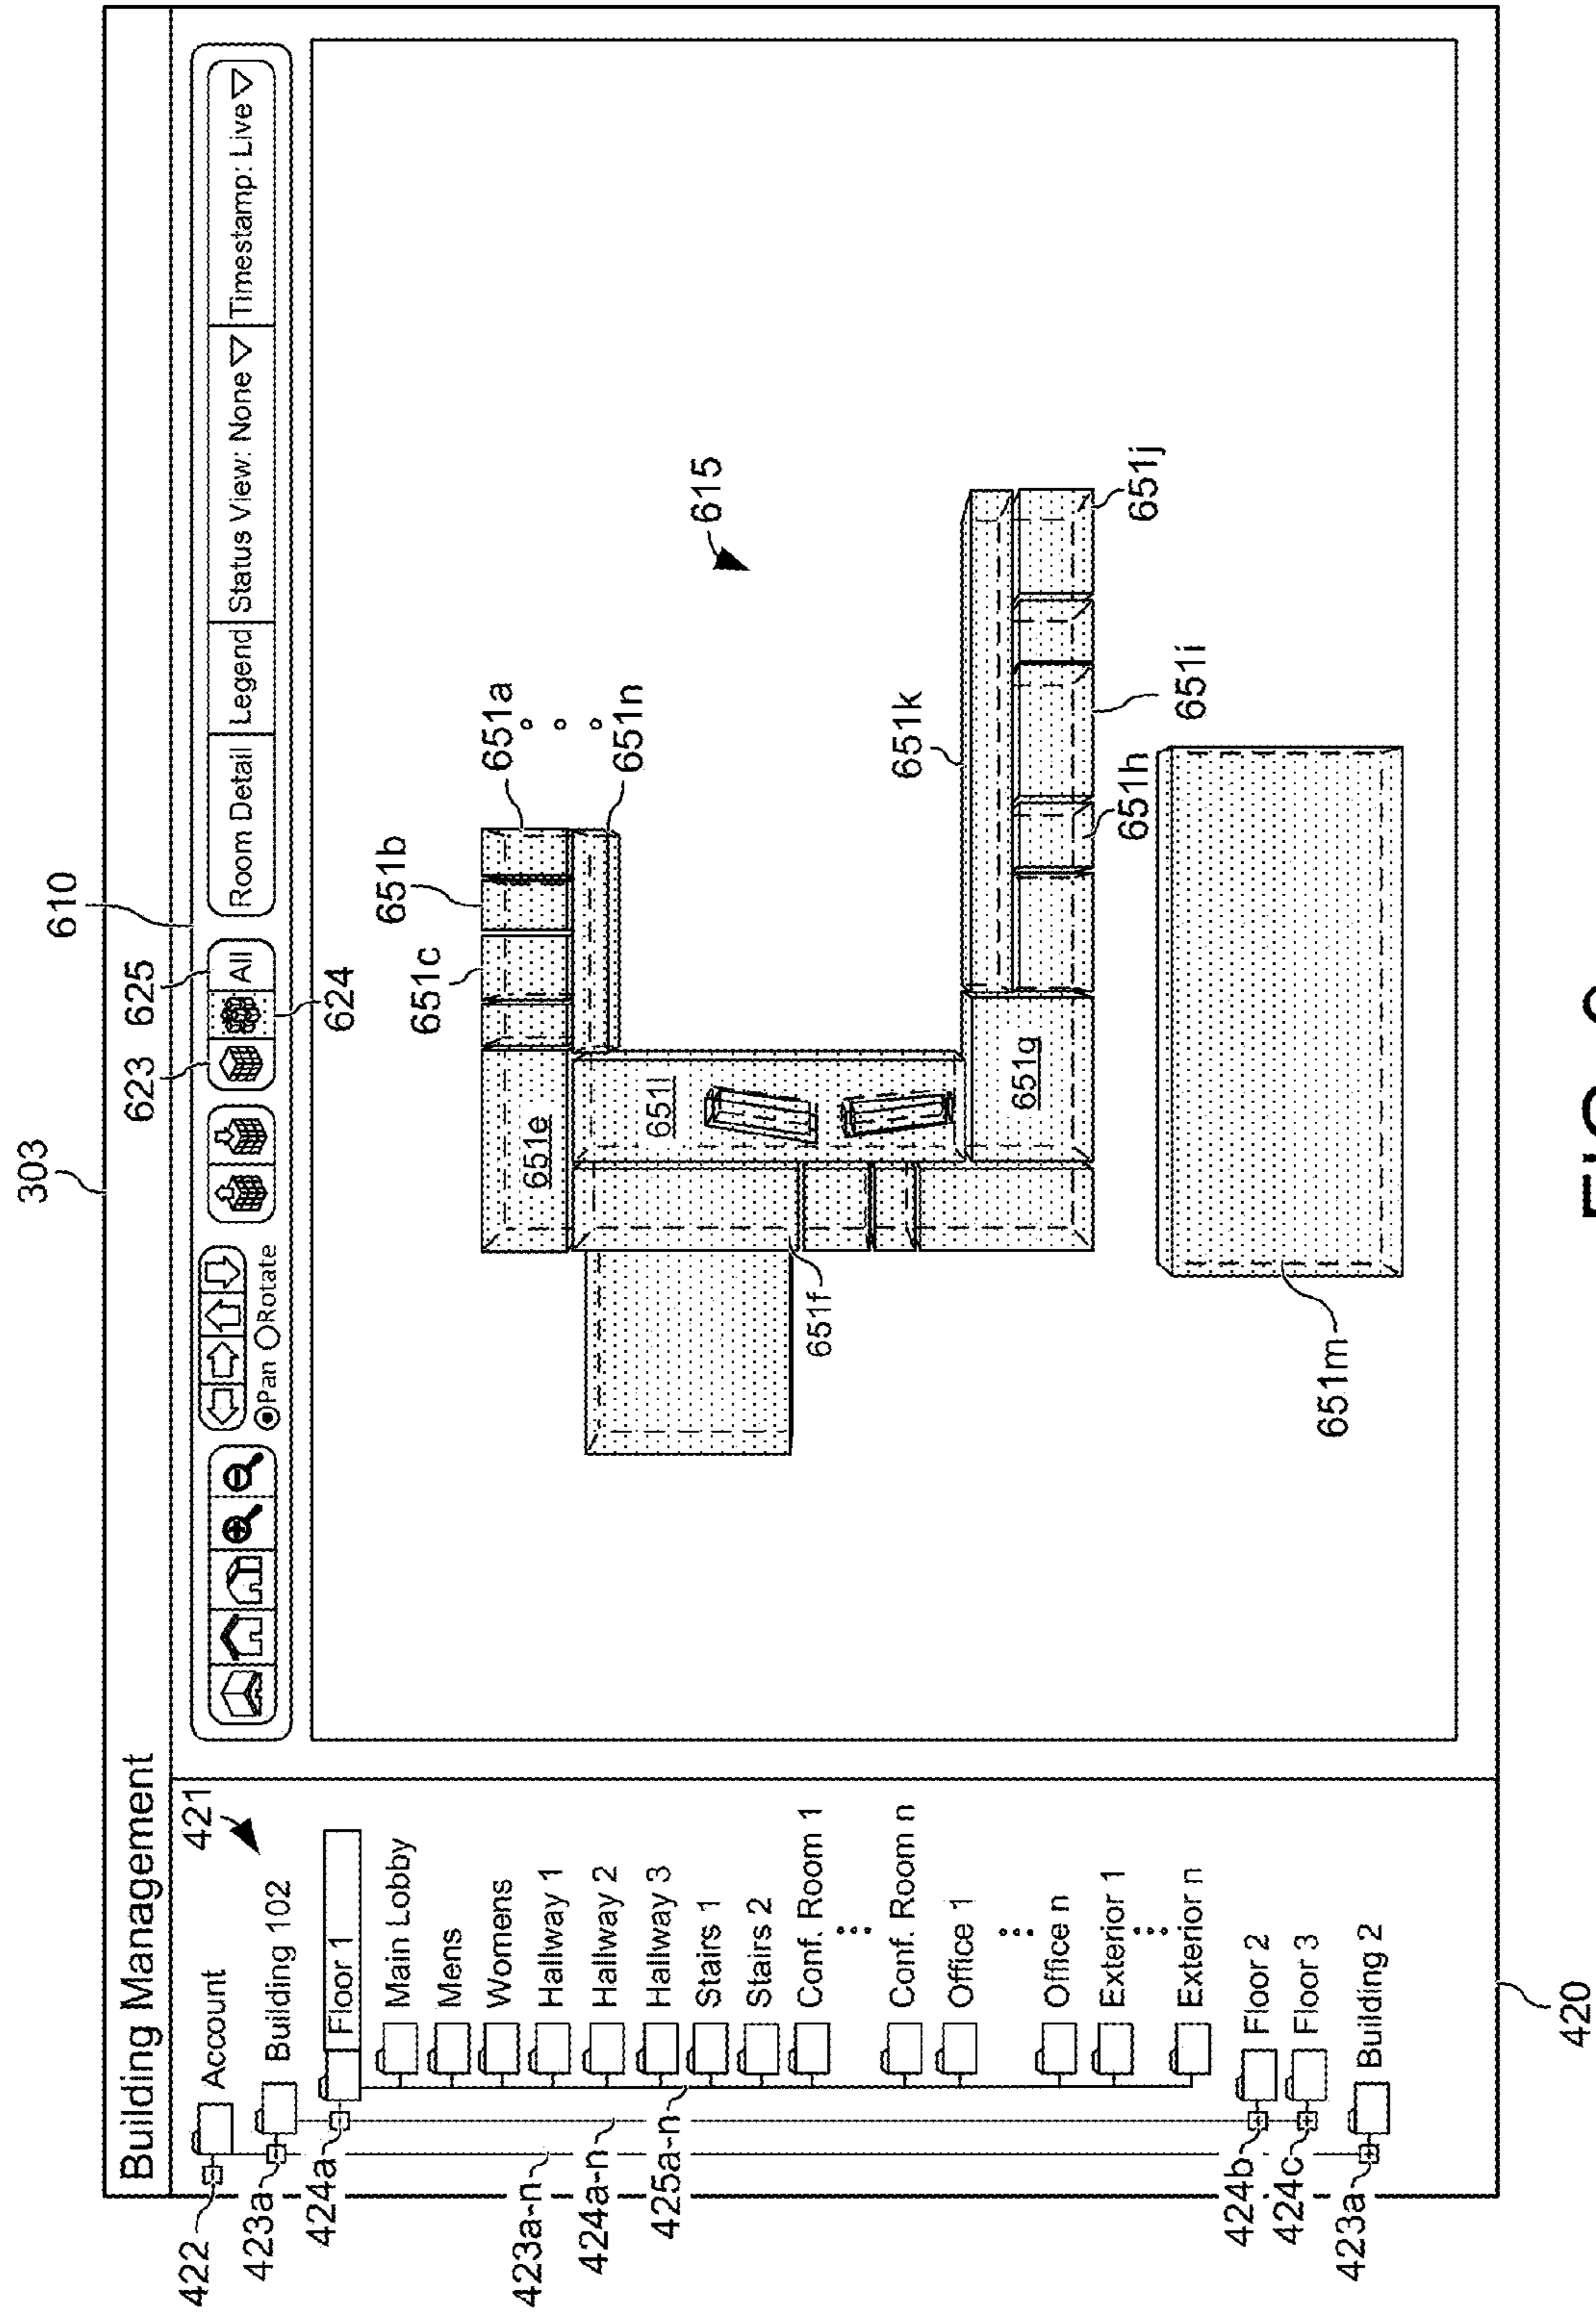 303
Building Management
610
623
625
624
Pan
Rotate
All
Room Detail
Legend
Status View: None
Timestamp: Live
421
422
Account
423a
Building 102
424a
Floor 1
Main Lobby
Mens
Womens
Hallway 1
Hallway 2
Hallway 3
Stairs 1
Stairs 2
Conf. Room 1
Conf. Room n
Office 1
Office n
Exterior 1
Exterior n
423a-n
424a-n
425a-n
424b
Floor 2
424c
Floor 3
423a
Building 2
420
651c
651b
651a
651n
651e
651l
651f
615
651k
651g
651h
651i
651j
651m